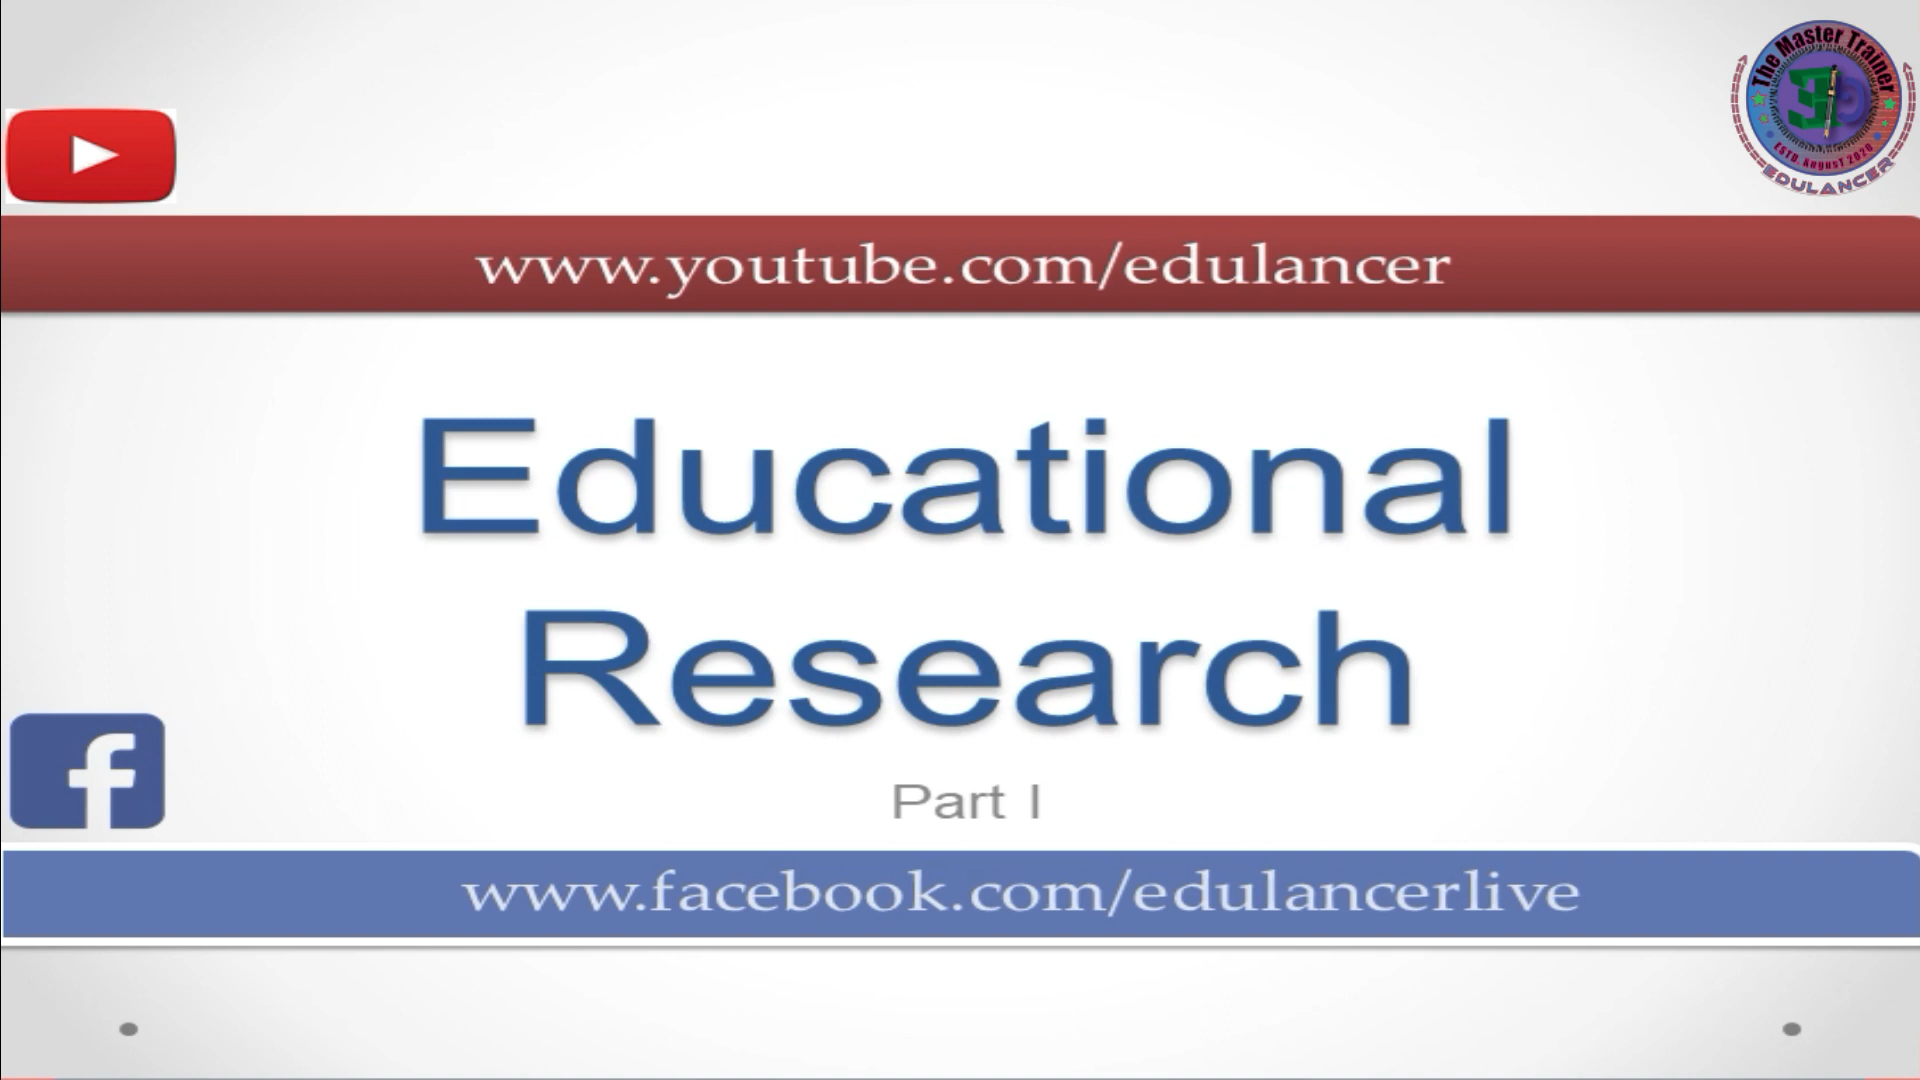 The Master Trainer
ESTD. August 2020
EDULANCER
www.youtube.com/edulancer
Educational
Research
Part I
f
www.facebook.com/edulancerlive